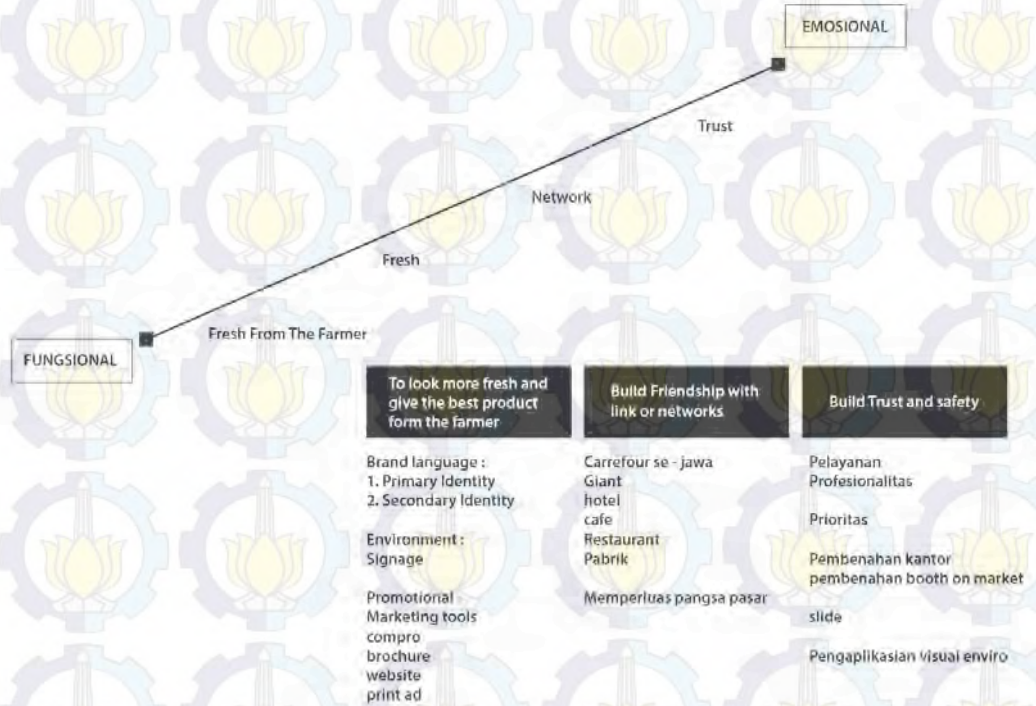 EMOSIONAL
Trust
Network
Fresh
Fresh From The Farmer
FUNGSIONAL
To look more fresh and
give the best product
form the farmer
Brand language :
1. Primary Identity
2. Secondary Identity
Environment :
Signage
Promotional
Marketing tools
compro
brochure
website
print ad
Build Friendship with
link or networks
Carrefour se - jawa
Giant
hotel
cafe
Restaurant
Pabrik
Memperluas pangsa pasar
Build Trust and safety
Pelayanan
Profesionalitas
Prioritas
Pembenahan kantor
pembenahan booth on market
slide
Pengaplikasian visual enviro